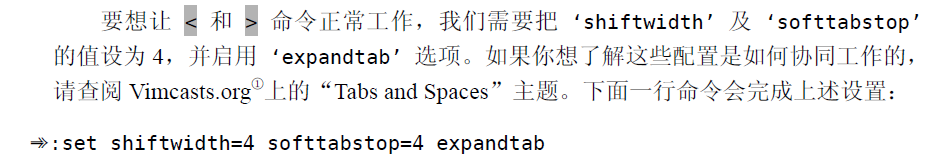 要想让 < 和 > 命令正常工作，我们需要把 ‘shiftwidth’ 及 ‘softtabstop’
的值设为 4，并启用 ‘expandtab’ 选项。如果你想了解这些配置是如何协同工作的，
请查阅 Vimcasts.org①上的“Tabs and Spaces”主题。下面一行命令会完成上述设置：
➾:set shiftwidth=4 softtabstop=4 expandtab